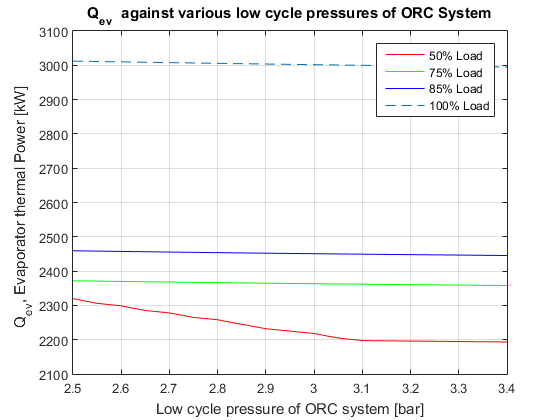 Q_ev against various low cycle pressures of ORC System
3100
3000
2900
2800
2700
2600
2500
2400
2300
2200
2100
Q_ev, Evaporator thermal Power [kW]
50% Load
75% Load
85% Load
100% Load
2.5 2.6 2.7 2.8 2.9 3 3.1 3.2 3.3 3.4
Low cycle pressure of ORC system [bar]